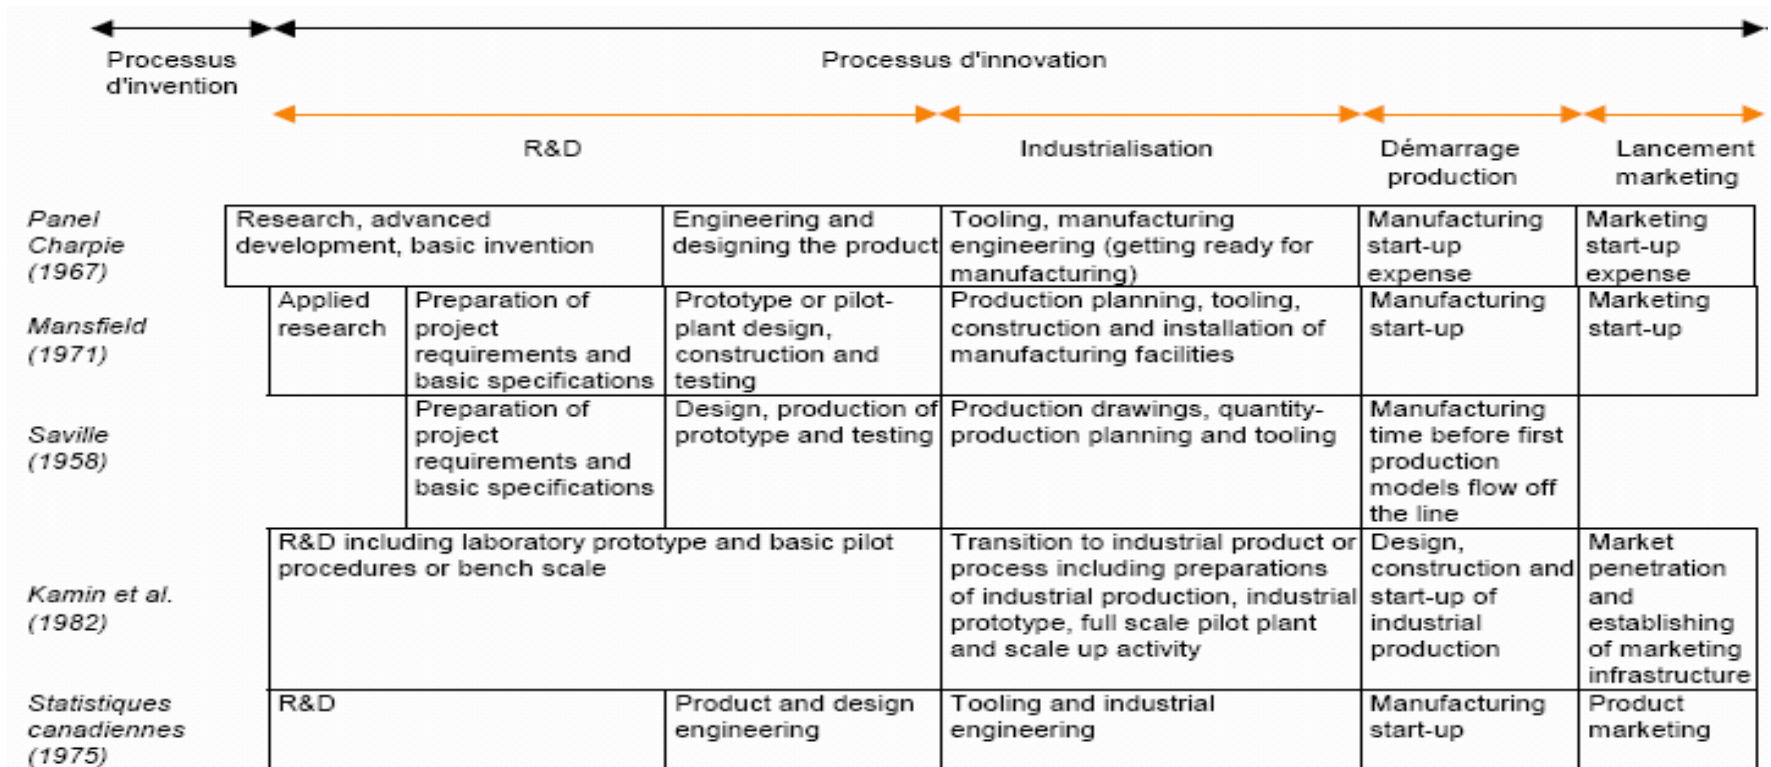 Processus
d'invention
Processus d'innovation
R&D
Industrialisation
Démarrage
production
Lancement
marketing
Panel
Charpie
(1967)
Research, advanced
development, basic invention
Engineering and
designing the product
Tooling, manufacturing
engineering (getting ready for
manufacturing)
Manufacturing
start-up
expense
Marketing
start-up
expense
Mansfield
(1971)
Applied
research
Preparation of
project
requirements and
basic specifications
Prototype or pilot-
plant design,
construction and
testing
Production planning, tooling,
construction and installation of
manufacturing facilities
Manufacturing
start-up
Marketing
start-up
Saville
(1958)
Preparation of
project
requirements and
basic specifications
Design, production of
prototype and testing
Production drawings, quantity-
production planning and tooling
Manufacturing
time before first
production
models flow off
the line
Kamin et al.
(1982)
R&D including laboratory prototype and basic pilot
procedures or bench scale
Transition to industrial product or
process including preparations
of industrial production, industrial
prototype, full scale pilot plant
and scale up activity
Design,
construction and
start-up of
industrial
production
Market
penetration
and
establishing
of marketing
infrastructure
Statistiques
canadiennes
(1975)
R&D
Product and design
engineering
Tooling and industrial
engineering
Manufacturing
start-up
Product
marketing